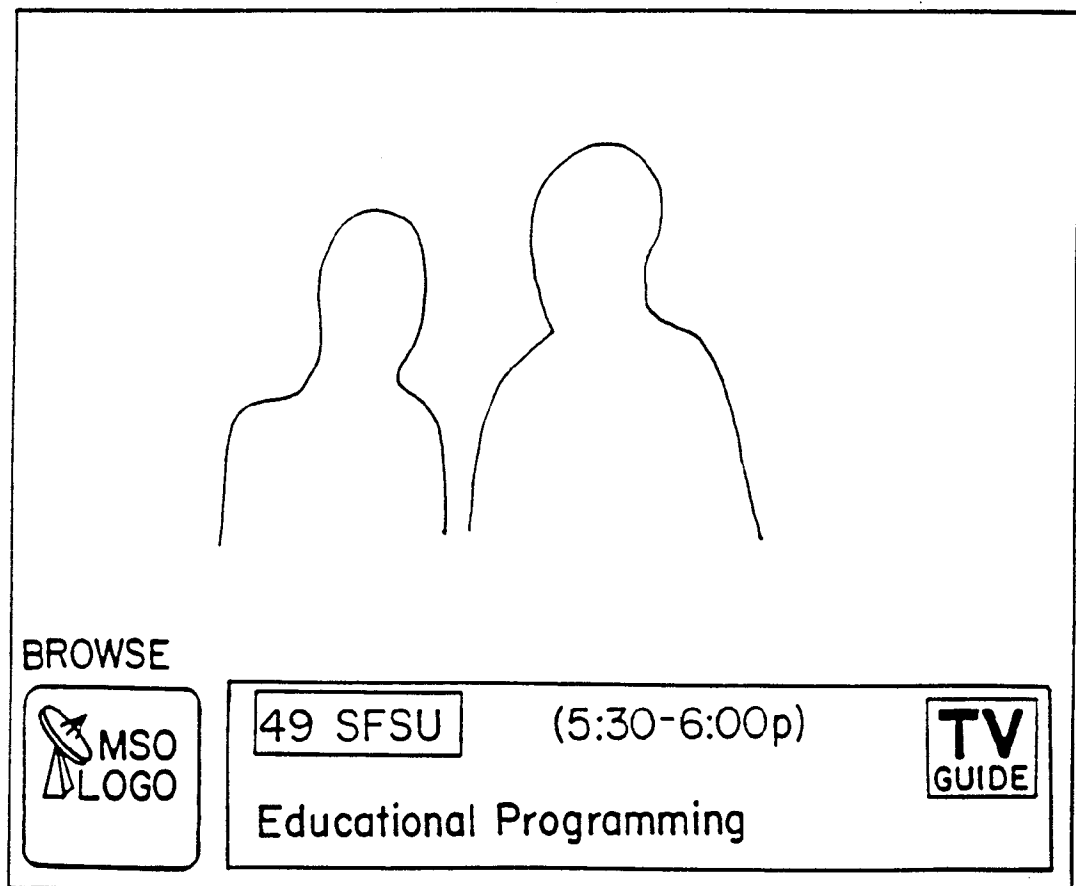 BROWSE
MSO
LOGO
49 SFSU (5:30-6:00p)
TV
GUIDE
Educational Programming